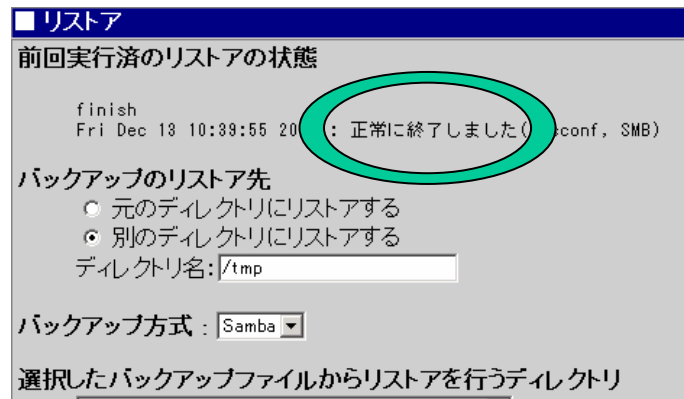 ■ リストア
前回実行済のリストアの状態
finish
Fri Dec 13 10:39:55 20 : 正常に終了しました( conf, SMB)
バックアップのリストア先
元のディレクトリにリストアする
別のディレクトリにリストアする
ディレクトリ名: /tmp
バックアップ方式 : Samba
選択したバックアップファイルからリストアを行うディレクトリ